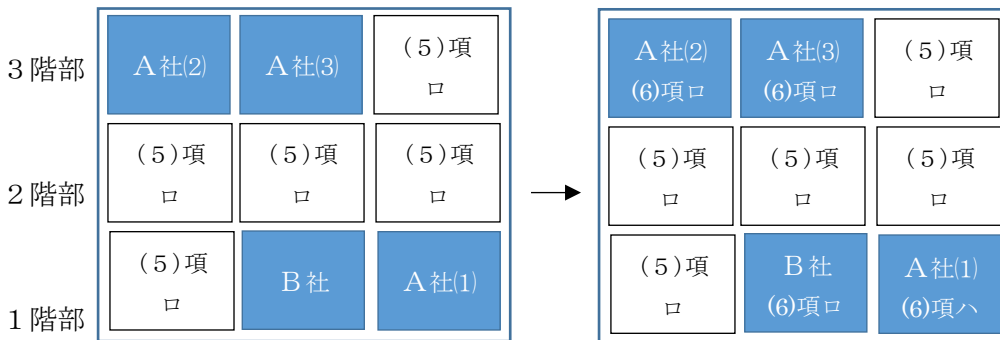 3階部
A社⑵
A社⑶
(5)項
ロ
2階部
(5)項
ロ
(5)項
ロ
(5)項
ロ
1階部
(5)項
ロ
B社
A社⑴
A社⑵
⑹項ロ
A社⑶
⑹項ロ
(5)項
ロ
(5)項
ロ
(5)項
ロ
(5)項
ロ
(5)項
ロ
B社
⑹項ロ
A社⑴
⑹項ハ